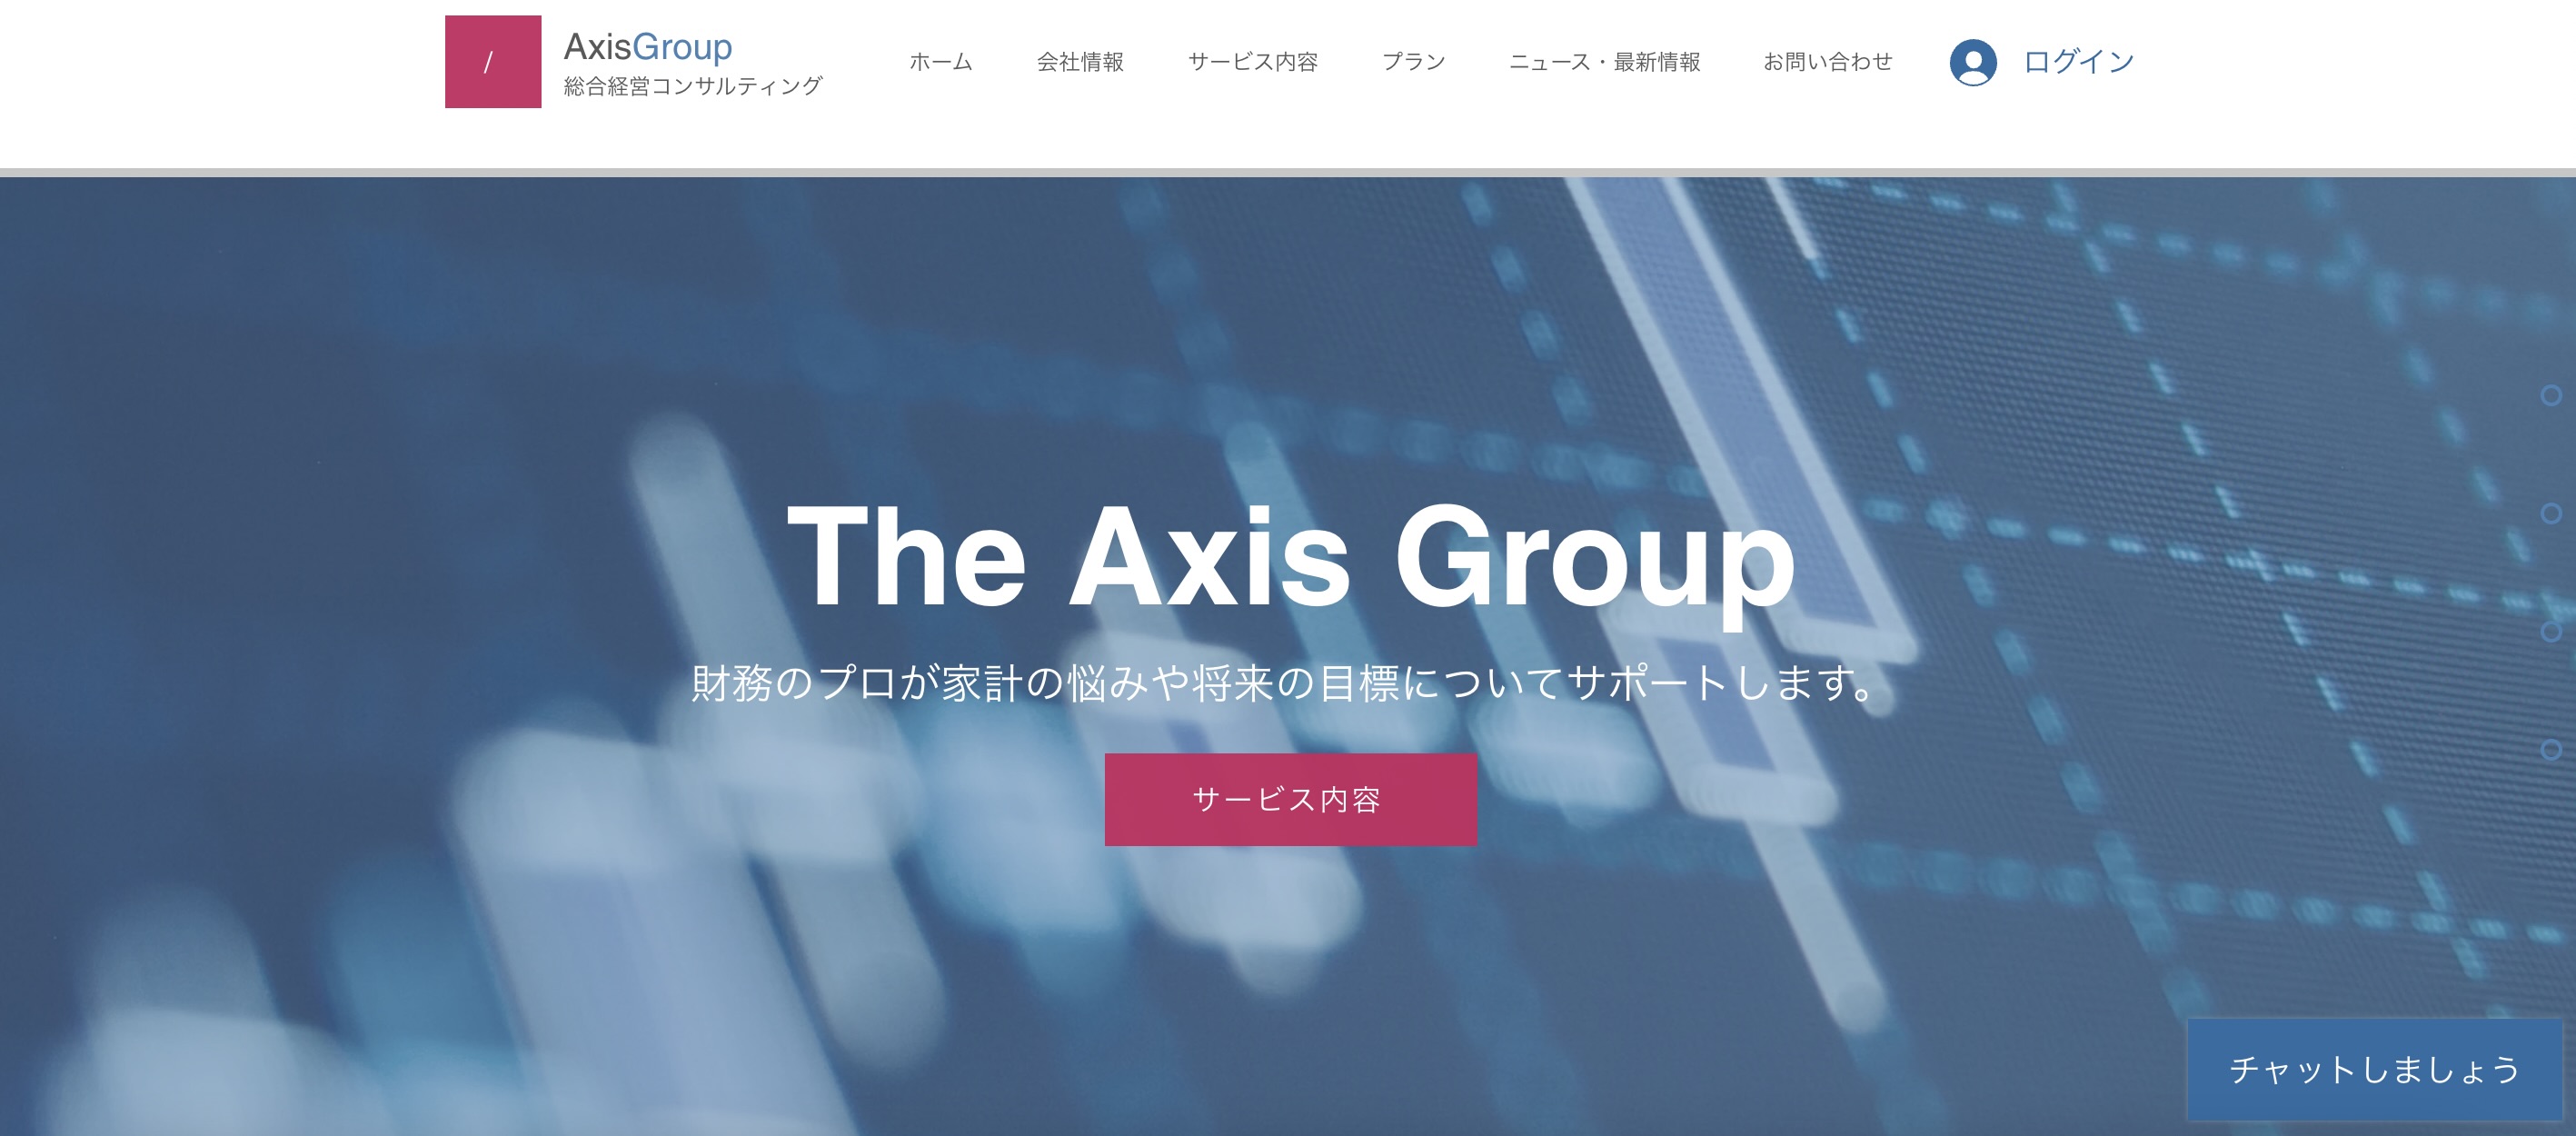 /
AxisGroup
総合経営コンサルティング
ホーム
会社情報
サービス内容
プラン
ニュース・最新情報
お問い合わせ
ログイン
The Axis Group
財務のプロが家計の悩みや将来の目標についてサポートします。
サービス内容
チャットしましょう